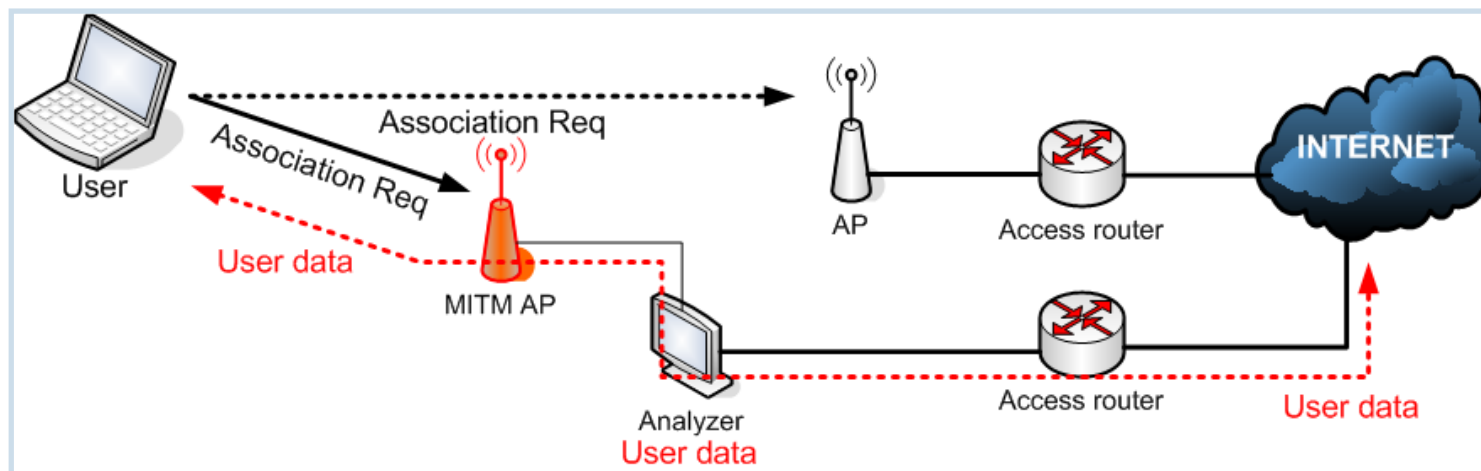 Association Req
Association Req
User
INTERNET
AP
Access router
User data
MITM AP
Analyzer
User data
Access router
User data